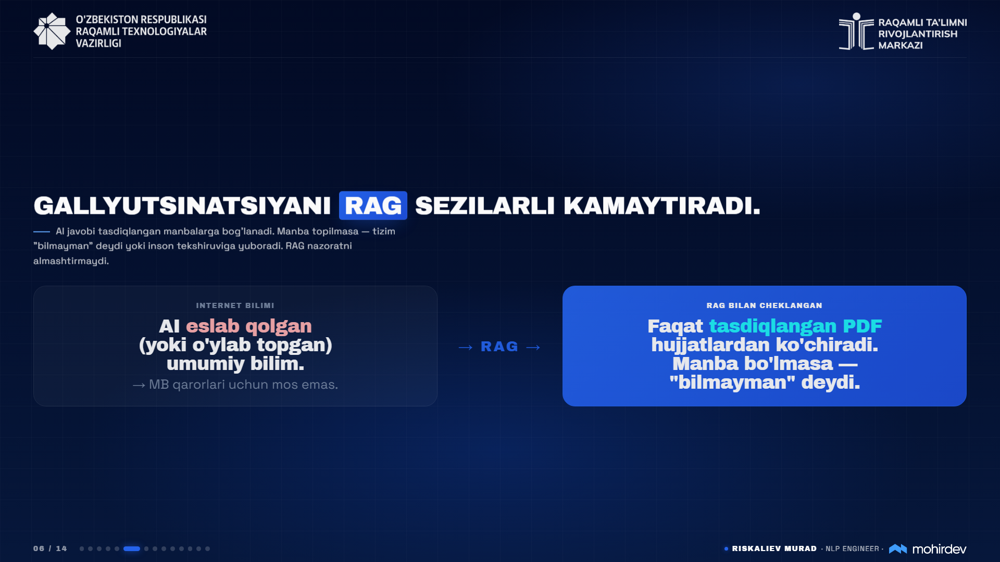 O'ZBEKISTON RESPUBLIKASI
RAQAMLI TEXNOLOGIYALAR
VAZIRLIGI
RAQAMLI TA'LIMNI
RIVOJLANTIRISH
MARKAZI
GALLYUTSINATSIYANI RAG SEZILARLI KAMAYTIRADI.
AI javobi tasdiqlangan manbalarga bog'lanadi. Manba topilmasa — tizim
"bilmayman" deydi yoki inson tekshiruviga yuboradi. RAG nazoratni
almashtirmaydi.
INTERNET BILIMI
AI eslab qolgan
(yoki o'ylab topgan)
umumiy bilim.
→ MB qarorlari uchun mos emas.
→ RAG →
RAG BILAN CHEKLANGAN
Faqat tasdiqlangan PDF
hujjatlardan ko'chiradi.
Manba bo'lmasa —
"bilmayman" deydi.
06 / 14
RISKALIEV MURAD · NLP ENGINEER · mohirdev